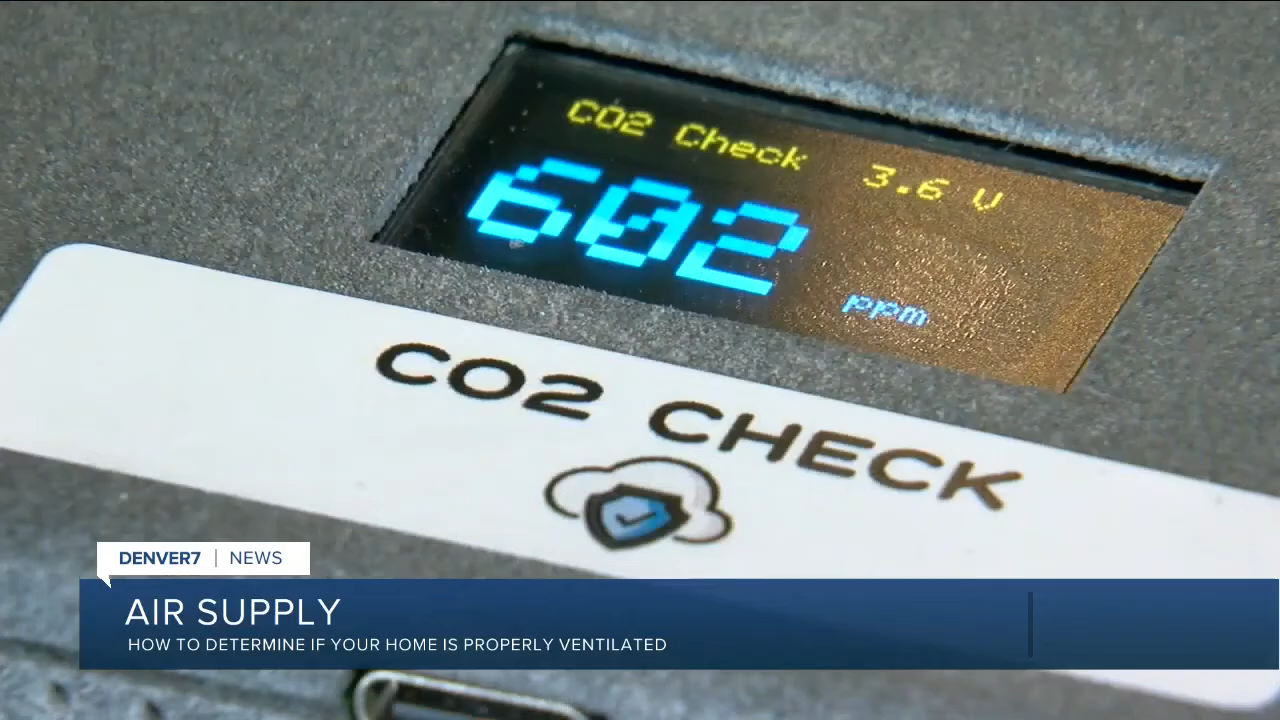 CO2 Check 3.6 V
602
ppm
CO2 CHECK
DENVER7 | NEWS
AIR SUPPLY
HOW TO DETERMINE IF YOUR HOME IS PROPERLY VENTILATED